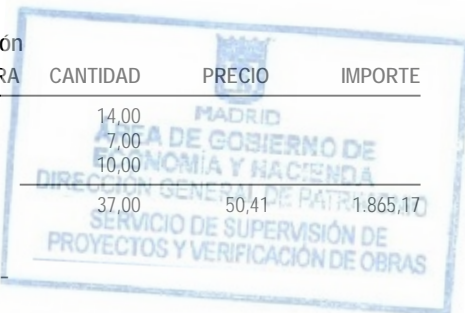 ón
RA CANTIDAD PRECIO IMPORTE
14,00
MADRID
7,00
ÁREA DE GOBIERNO DE
10,00
ECONOMÍA Y HACIENDA
DIRECCIÓN GENERAL DE PATRIMONIO
37,00 50,41 1.865,17
SERVICIO DE SUPERVISIÓN DE
PROYECTOS Y VERIFICACIÓN DE OBRAS